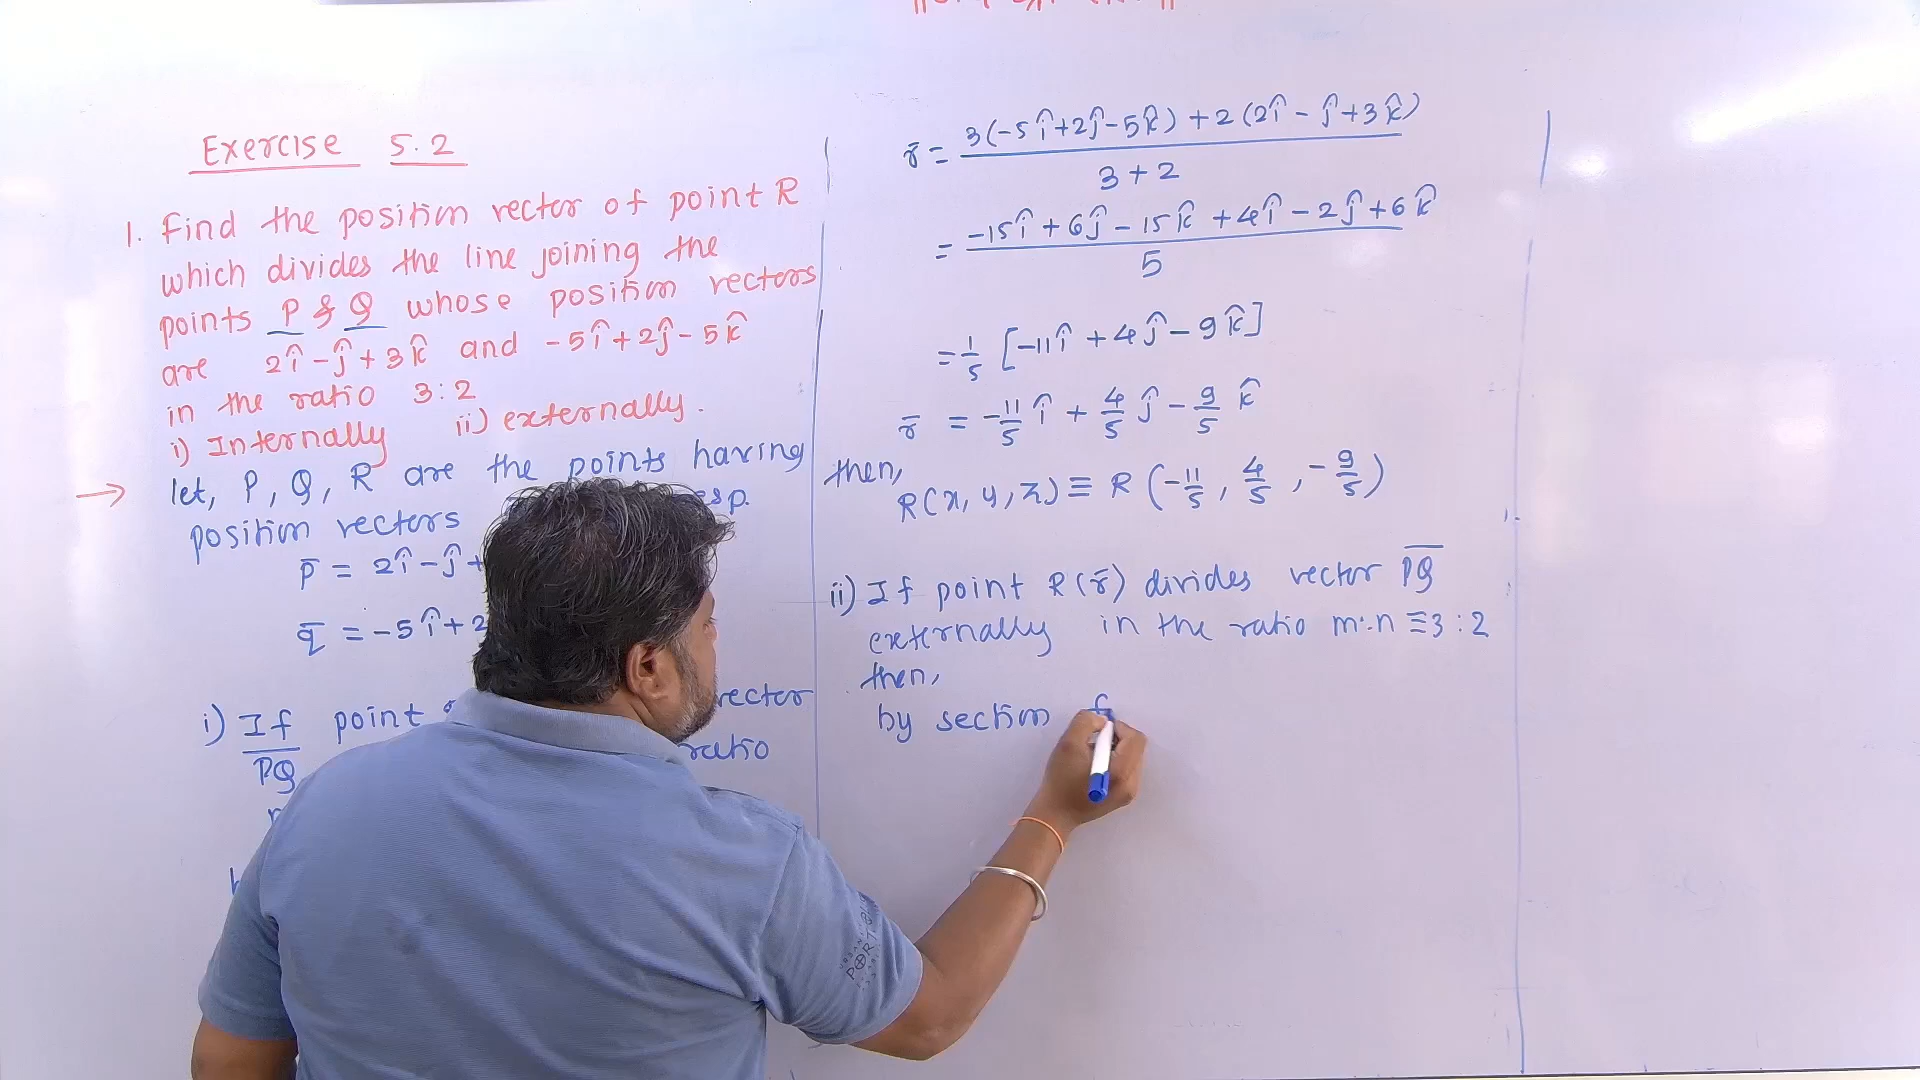 Exercise 5.2
1. Find the position vector of point R
which divides the line joining the
points P & Q whose position vectors
are 2î - ĵ + 3k̂ and -5î + 2ĵ - 5k̂
in the ratio 3:2
i) Internally ii) externally.
→ let, P, Q, R are the points having
position vectors esp.
p̄ = 2î - ĵ +
q̄ = -5î + 2
i) If point vector
P̅Q̅ ratio
r̄ = 3(-5î+2ĵ-5k̂) + 2(2î - ĵ+3k̂)
3 + 2
= -15î + 6ĵ - 15k̂ + 4î - 2ĵ + 6k̂
5
= 1/5 [-11î + 4ĵ - 9k̂]
r̄ = -11/5 î + 4/5 ĵ - 9/5 k̂
then,
R(x, y, z) ≡ R (-11/5, 4/5, -9/5)
ii) If point R(r̄) divides vector P̅Q̅
externally in the ratio m:n ≡ 3:2
then,
by section f
URBAN
PORT